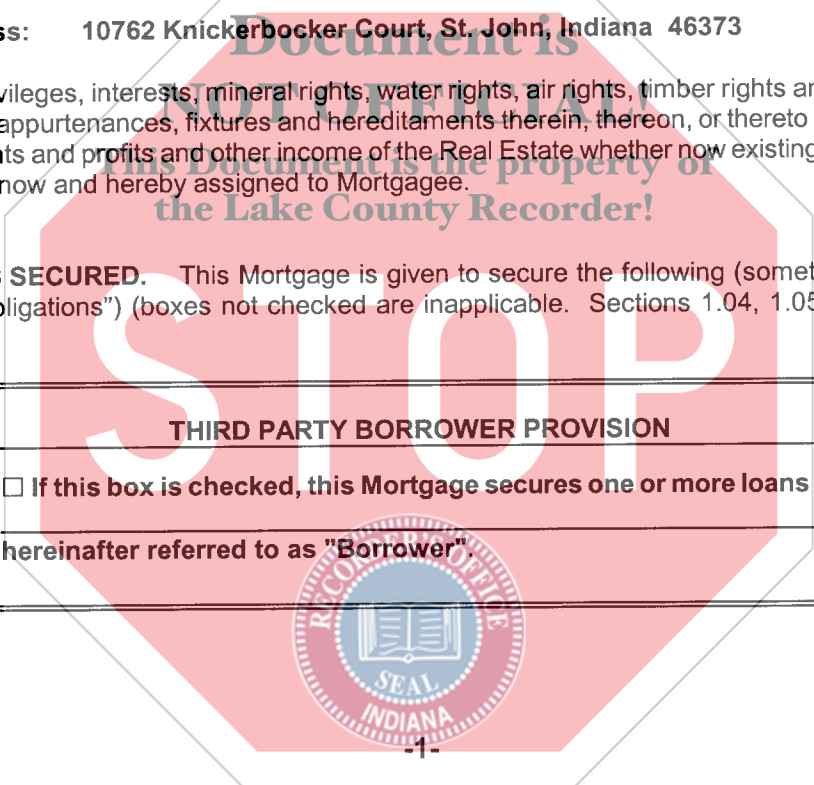 ss: 10762 Knickerbocker Court, St. John, Indiana 46373
Document is
vileges, interests, mineral rights, water rights, air rights, timber rights an
NOT OFFICIAL!
appurtenances, fixtures and hereditaments therein, thereon, or thereto
ts and profits and other income of the Real Estate whether now existing
This Document is the property of
now and hereby assigned to Mortgagee.
the Lake County Recorder!
s SECURED. This Mortgage is given to secure the following (somet
bligations") (boxes not checked are inapplicable. Sections 1.04, 1.05
STOP
THIRD PARTY BORROWER PROVISION
☐ If this box is checked, this Mortgage secures one or more loans
hereinafter referred to as "Borrower".
RECORDER'S OFFICE
SEAL
INDIANA
-1-